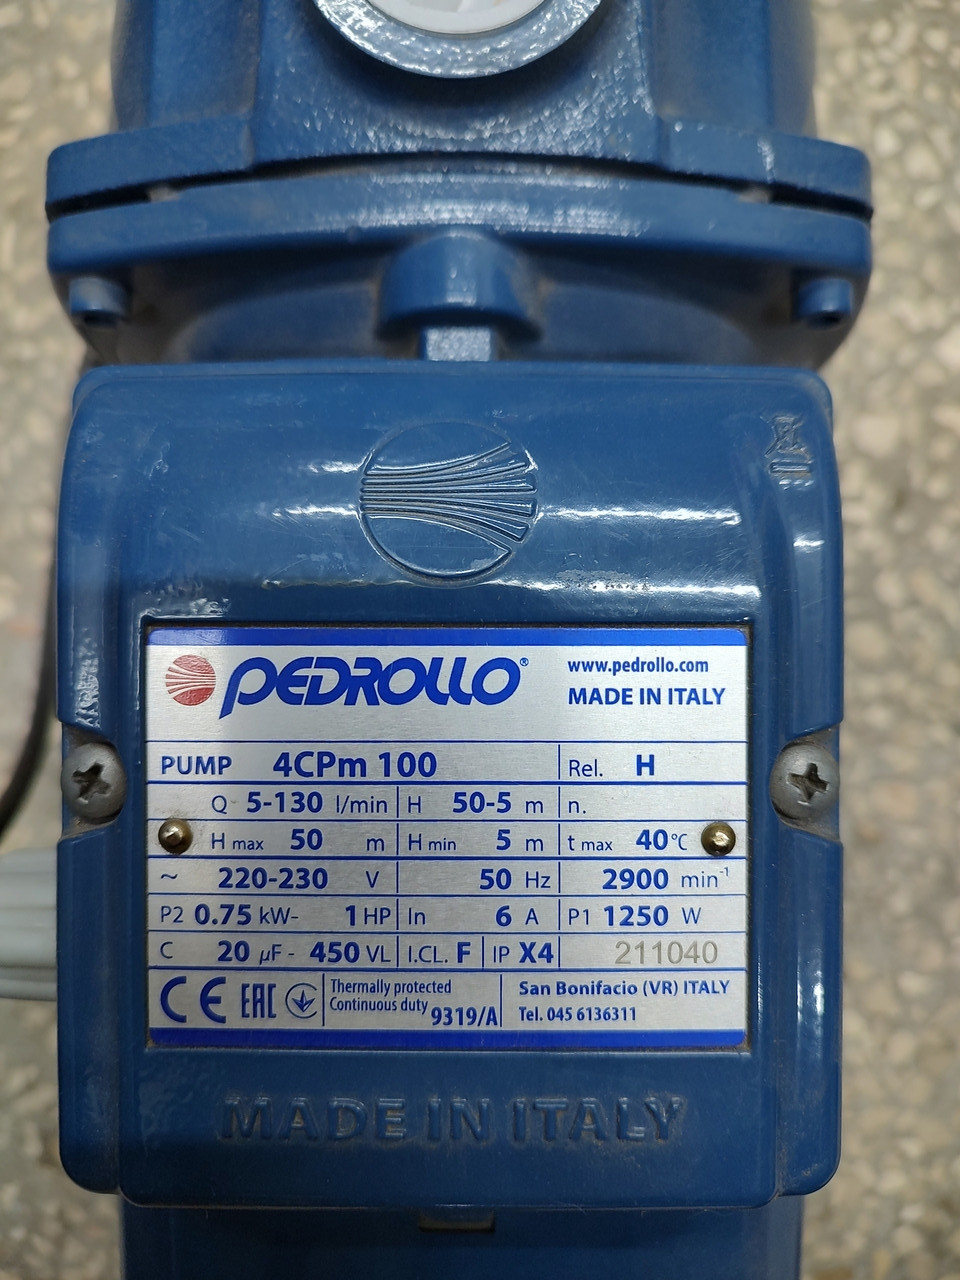 PEDROLLO® www.pedrollo.com
MADE IN ITALY
PUMP 4CPm 100 Rel. H
Q 5-130 l/min H 50-5 m n.
H max 50 m H min 5 m t max 40 °C
~ 220-230 V 50 Hz 2900 min⁻¹
P2 0.75 kW- 1 HP In 6 A P1 1250 W
C 20 µF - 450 VL I.CL. F IP X4 211040
CE EAC Thermally protected
Continuous duty 9319/A
San Bonifacio (VR) ITALY
Tel. 045 6136311
MADE IN ITALY